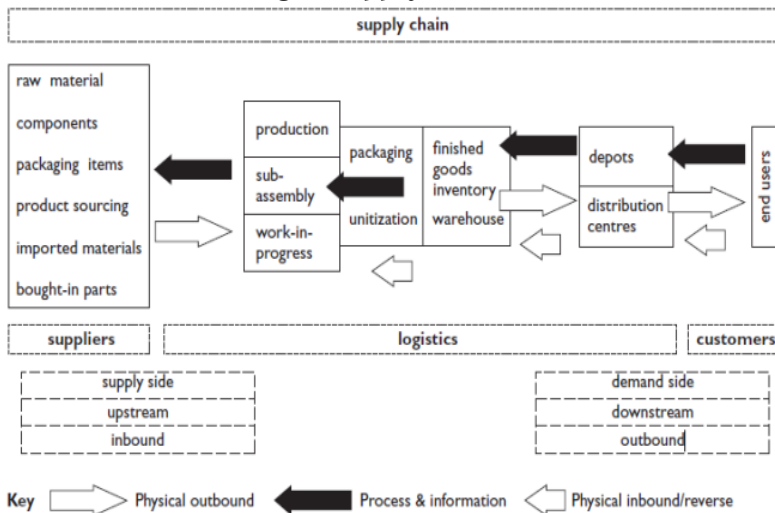 supply chain
raw material
components
packaging items
product sourcing
imported materials
bought-in parts
production
sub-
assembly
work-in-
progress
packaging
unitization
finished
goods
inventory
warehouse
depots
distribution
centres
end users
suppliers
logistics
customers
supply side
upstream
inbound
demand side
downstream
outbound
Key
Physical outbound
Process & information
Physical inbound/reverse